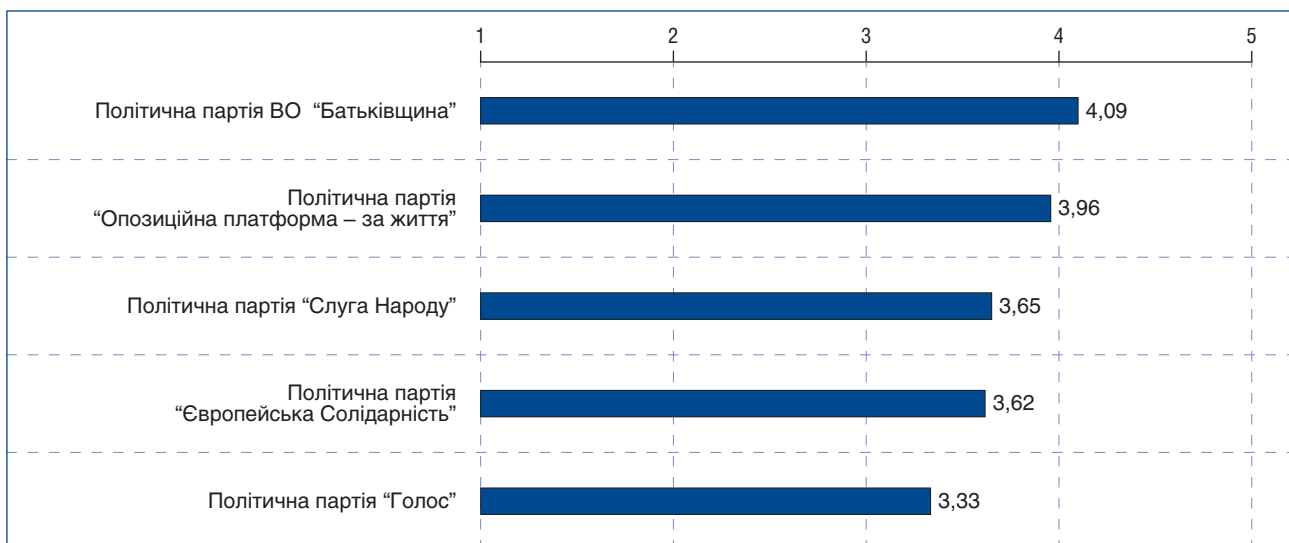 1 2 3 4 5
Політична партія ВО “Батьківщина” 4,09
Політична партія
“Опозиційна платформа – за життя” 3,96
Політична партія “Слуга Народу” 3,65
Політична партія
“Європейська Солідарність” 3,62
Політична партія “Голос” 3,33